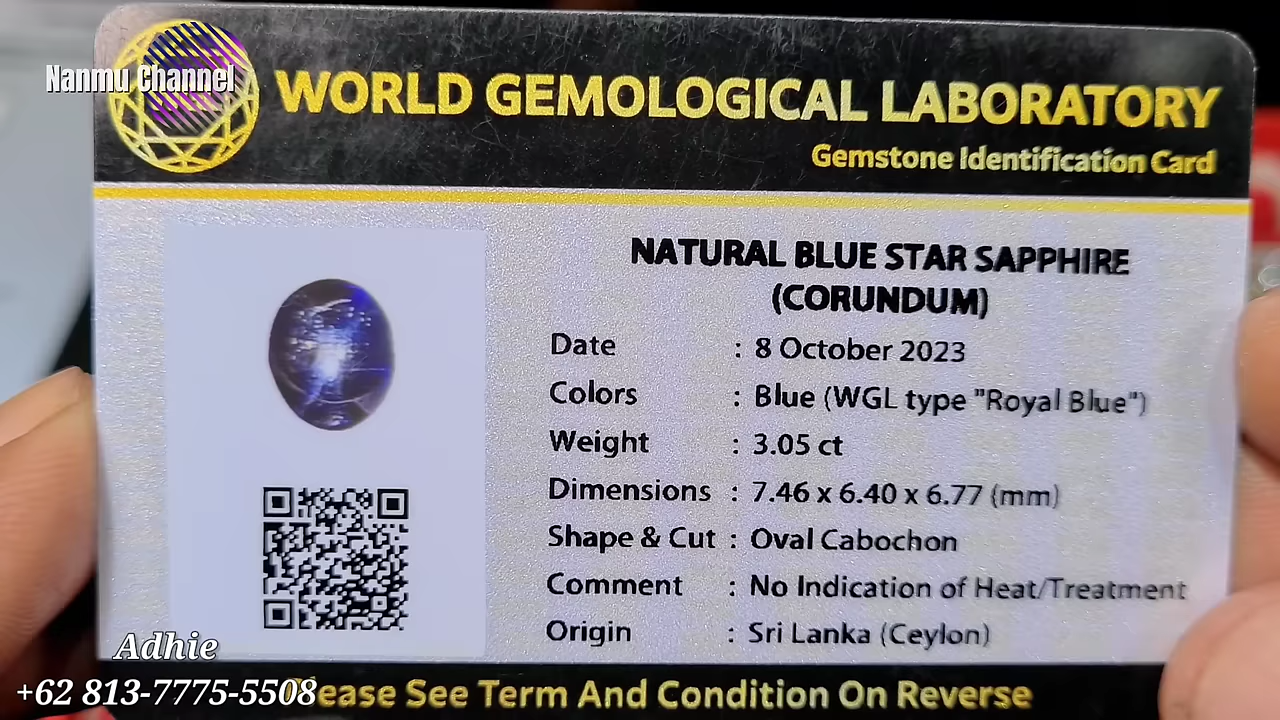 Nanmu Channel
WORLD GEMOLOGICAL LABORATORY
Gemstone Identification Card
NATURAL BLUE STAR SAPPHIRE
(CORUNDUM)
Date : 8 October 2023
Colors : Blue (WGL type "Royal Blue")
Weight : 3.05 ct
Dimensions : 7.46 x 6.40 x 6.77 (mm)
Shape & Cut : Oval Cabochon
Comment : No Indication of Heat/Treatment
Origin : Sri Lanka (Ceylon)
Adhie
+62 813-7775-5508
See Term And Condition On Reverse